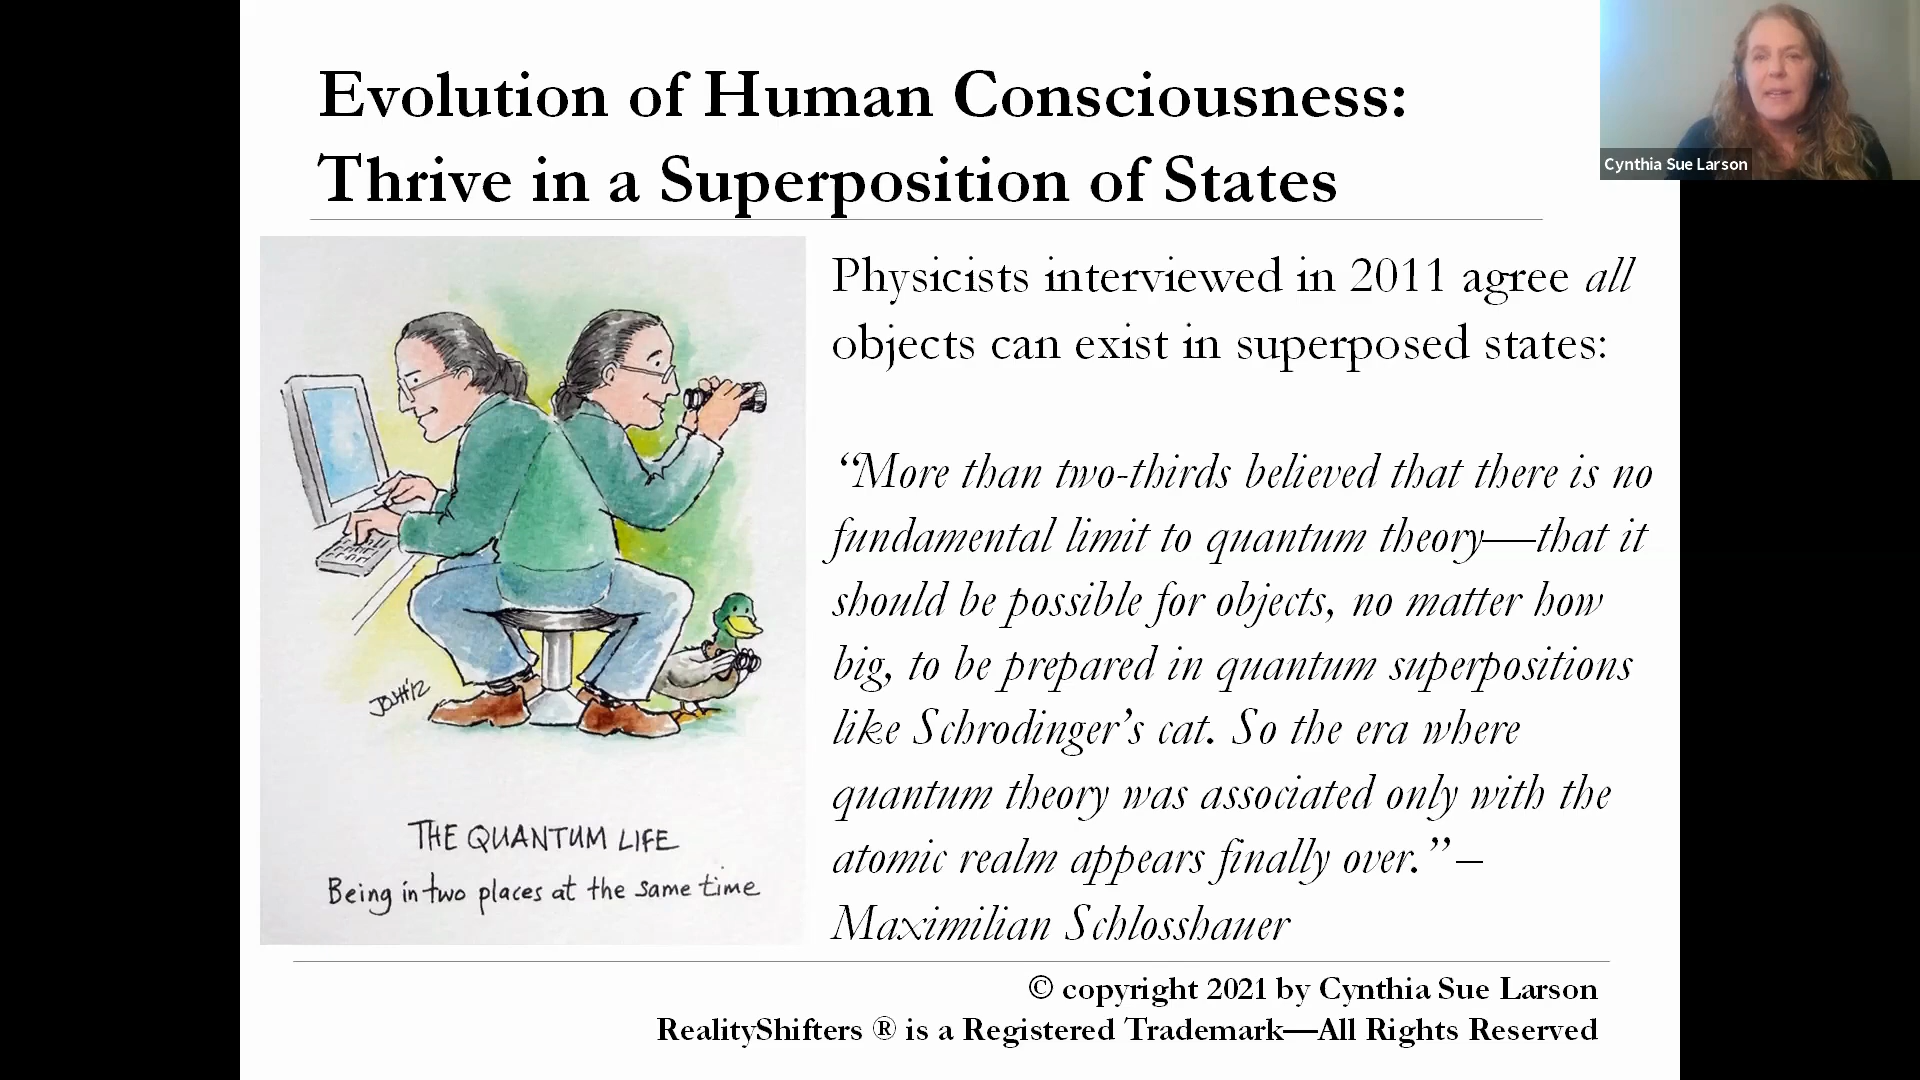 Evolution of Human Consciousness:
Thrive in a Superposition of States
Cynthia Sue Larson
Physicists interviewed in 2011 agree all
objects can exist in superposed states:
“More than two-thirds believed that there is no
fundamental limit to quantum theory—that it
should be possible for objects, no matter how
big, to be prepared in quantum superpositions
like Schrodinger’s cat. So the era where
quantum theory was associated only with the
atomic realm appears finally over.” –
Maximilian Schlosshauer
THE QUANTUM LIFE
Being in two places at the same time
© copyright 2021 by Cynthia Sue Larson
RealityShifters ® is a Registered Trademark—All Rights Reserved